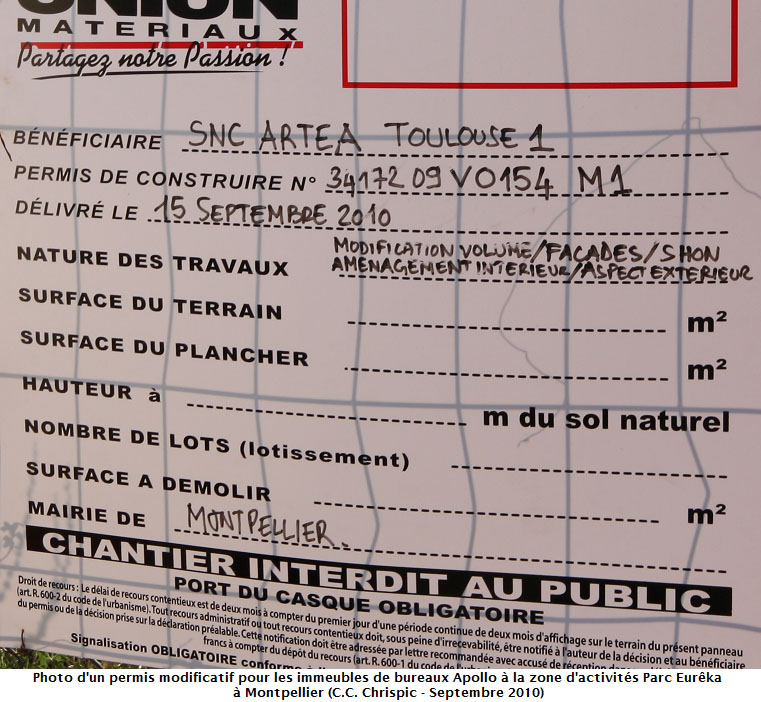 UNION
MATERIAUX
Partagez notre Passion !
BÉNÉFICIAIRE SNC ARTEA TOULOUSE 1
PERMIS DE CONSTRUIRE N° 34172 09 V0154 M1
DÉLIVRÉ LE 15 SEPTEMBRE 2010
NATURE DES TRAVAUX MODIFICATION VOLUME/FACADES/SHON
AMENAGEMENT INTERIEUR/ASPECT EXTERIEUR
SURFACE DU TERRAIN m²
SURFACE DU PLANCHER m²
HAUTEUR à m du sol naturel
NOMBRE DE LOTS (lotissement)
SURFACE A DEMOLIR m²
MAIRIE DE MONTPELLIER.
CHANTIER INTERDIT AU PUBLIC
PORT DU CASQUE OBLIGATOIRE
Droit de recours : Le délai de recours contentieux est de deux mois à compter du premier jour d'une période continue de deux mois d'affichage sur le terrain du présent panneau
(art. R. 600-2 du code de l'urbanisme). Tout recours administratif ou tout recours contentieux doit, sous peine d'irrecevabilité, être notifié à l'auteur de la décision et au bénéficiaire
du permis ou de la décision prise sur la déclaration préalable. Cette notification doit être adressée par lettre recommandée avec accusé de réception dans
francs à compter du dépôt du recours (art. R. 600-1 du code de
Signalisation OBLIGATOIRE conforme
Photo d'un permis modificatif pour les immeubles de bureaux Apollo à la zone d'activités Parc Eurêka
à Montpellier (C.C. Chrispic - Septembre 2010)